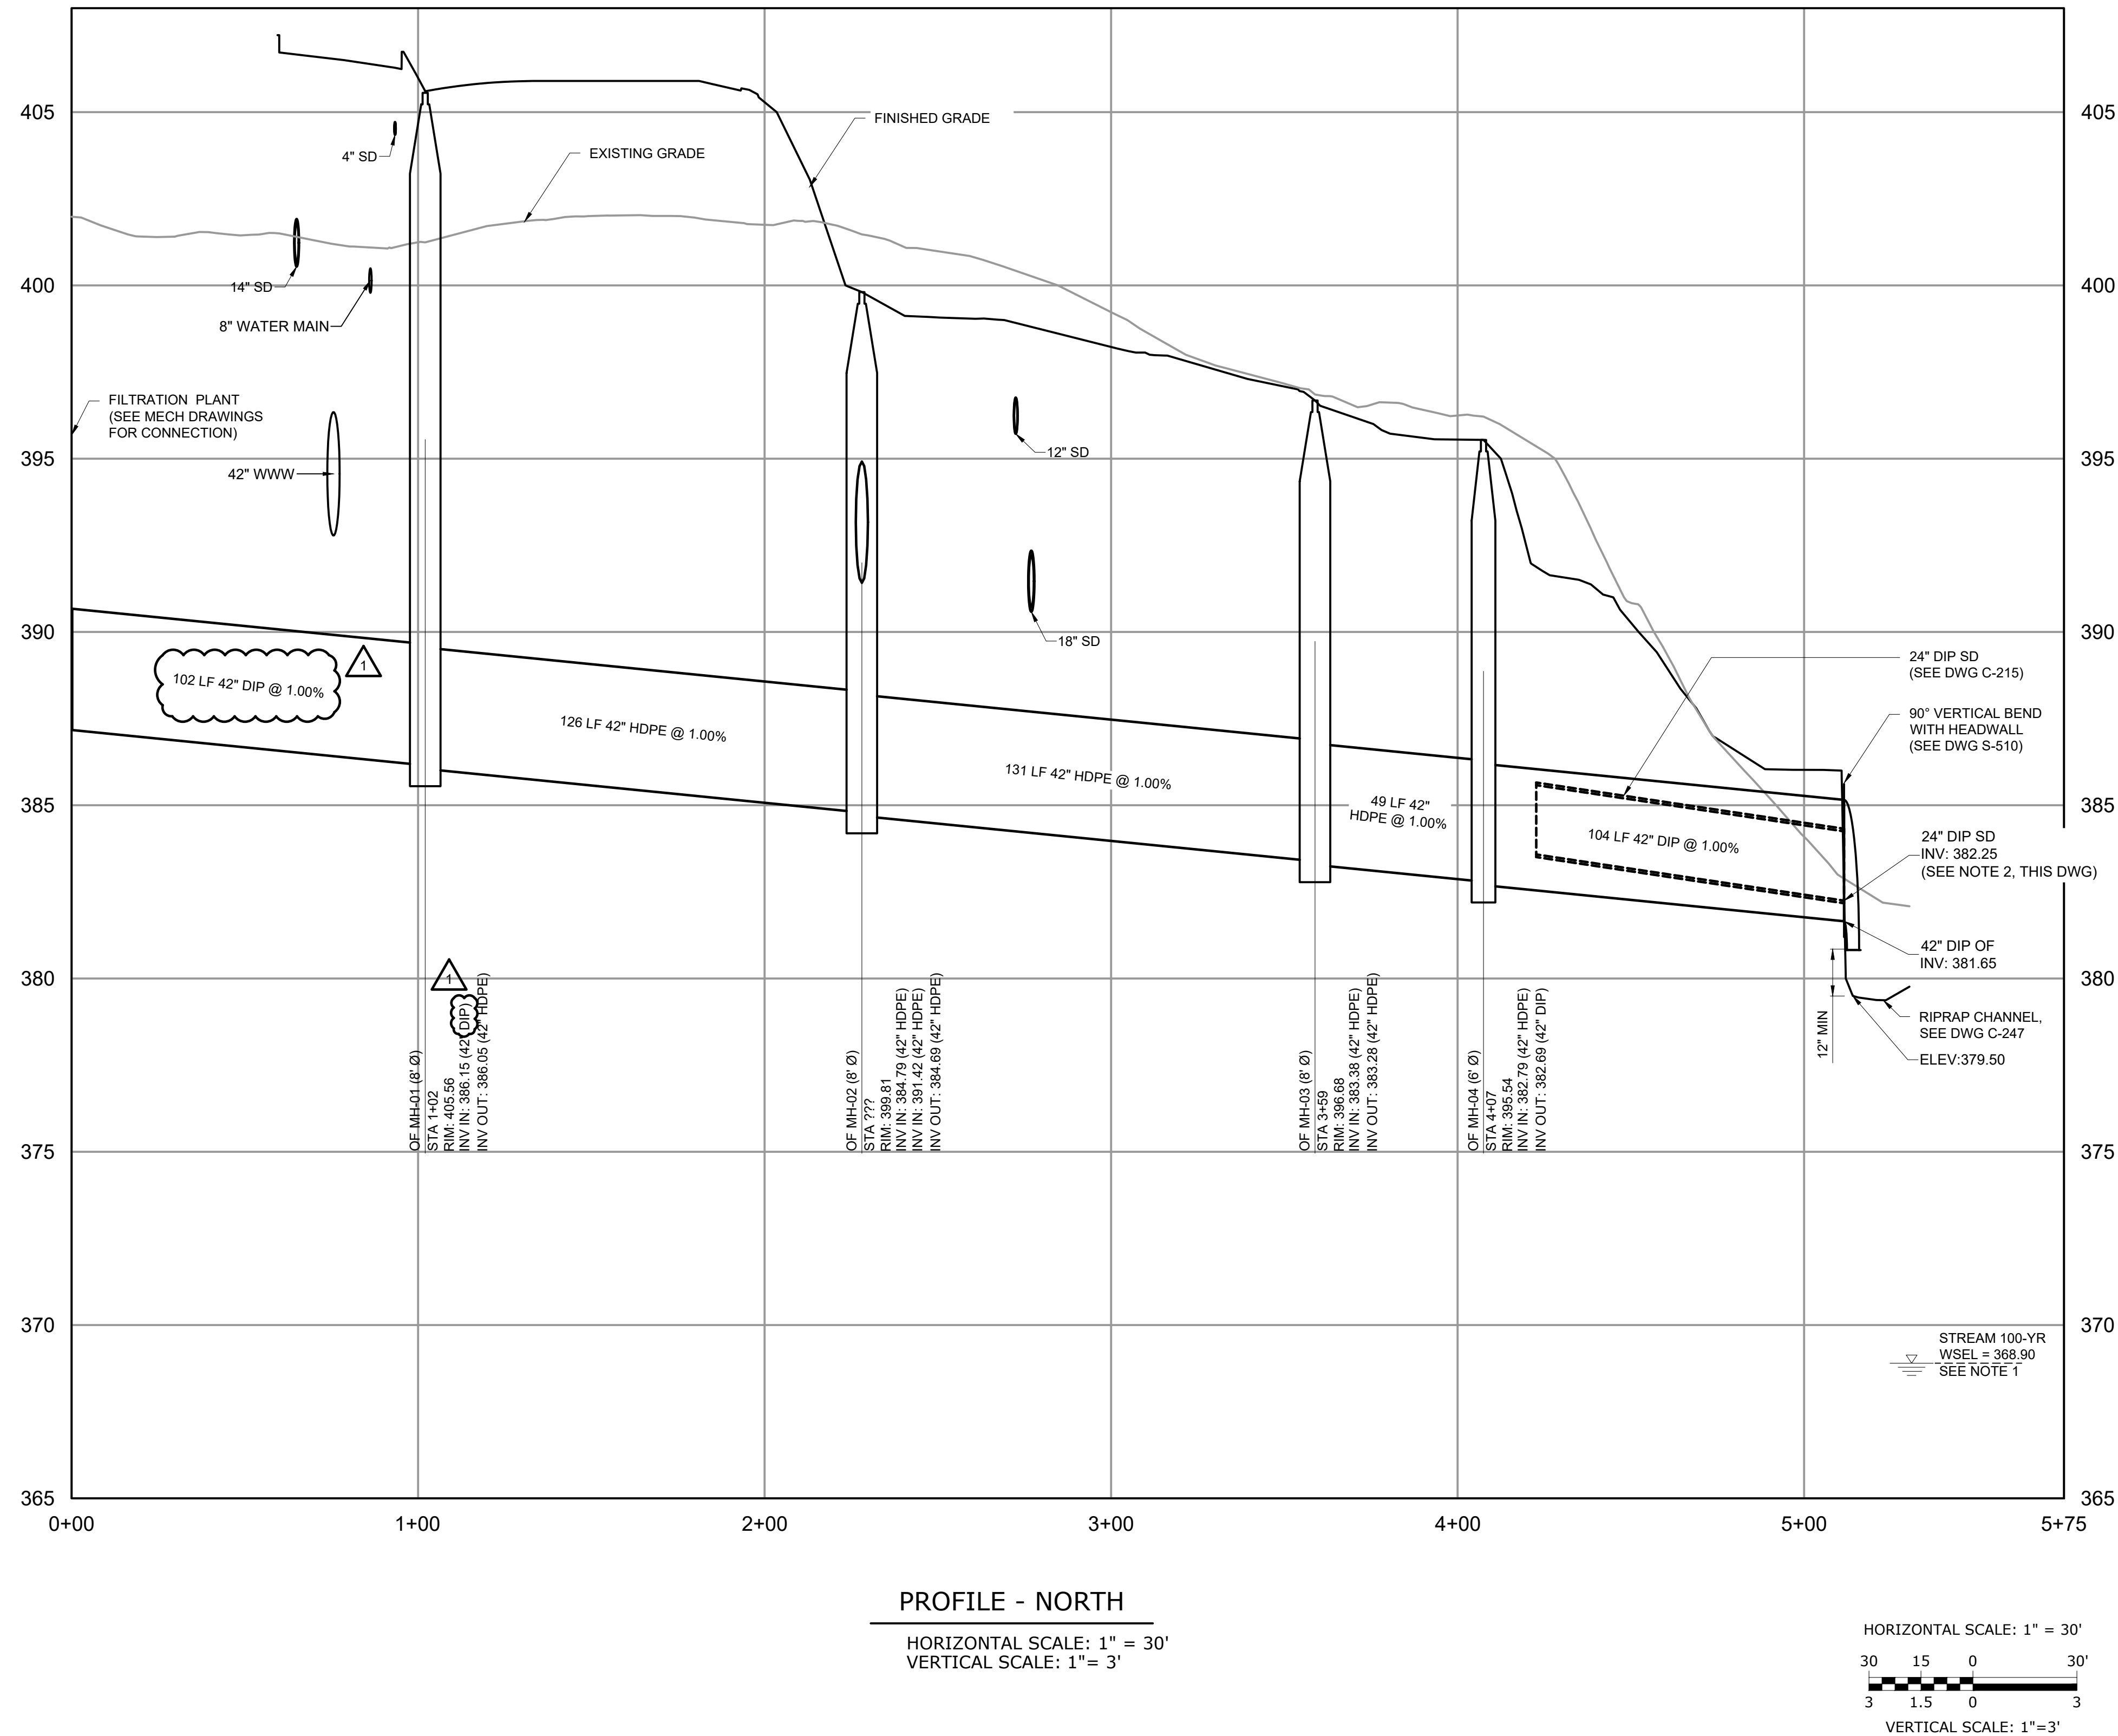 405
405
FINISHED GRADE
4" SD
EXISTING GRADE
400
14" SD
400
8" WATER MAIN
FILTRATION PLANT
(SEE MECH DRAWINGS
FOR CONNECTION)
42" WWW
12" SD
395
395
18" SD
390
390
1
102 LF 42" DIP @ 1.00%
126 LF 42" HDPE @ 1.00%
131 LF 42" HDPE @ 1.00%
49 LF 42"
HDPE @ 1.00%
104 LF 42" DIP @ 1.00%
24" DIP SD
(SEE DWG C-215)
90° VERTICAL BEND
WITH HEADWALL
(SEE DWG S-510)
385
385
24" DIP SD
INV: 382.25
(SEE NOTE 2, THIS DWG)
42" DIP OF
INV: 381.65
380
380
1
RIPRAP CHANNEL,
SEE DWG C-247
ELEV:379.50
12" MIN
OF MH-01 (8' Ø)
STA 1+02
RIM: 405.56
INV IN: 386.15 (42" DIP)
INV OUT: 386.05 (42" HDPE)
OF MH-02 (8' Ø)
STA ???
RIM: 399.81
INV IN: 384.79 (42" HDPE)
INV IN: 391.42 (42" HDPE)
INV OUT: 384.69 (42" HDPE)
OF MH-03 (8' Ø)
STA 3+59
RIM: 396.68
INV IN: 383.38 (42" HDPE)
INV OUT: 383.28 (42" HDPE)
OF MH-04 (6' Ø)
STA 4+07
RIM: 395.54
INV IN: 382.79 (42" HDPE)
INV OUT: 382.69 (42" DIP)
375
375
370
370
STREAM 100-YR
WSEL = 368.90
SEE NOTE 1
365
365
0+00
1+00
2+00
3+00
4+00
5+00
5+75
PROFILE - NORTH
HORIZONTAL SCALE: 1" = 30'
VERTICAL SCALE: 1"= 3'
HORIZONTAL SCALE: 1" = 30'
30 15 0 30'
3 1.5 0 3
VERTICAL SCALE: 1"=3'